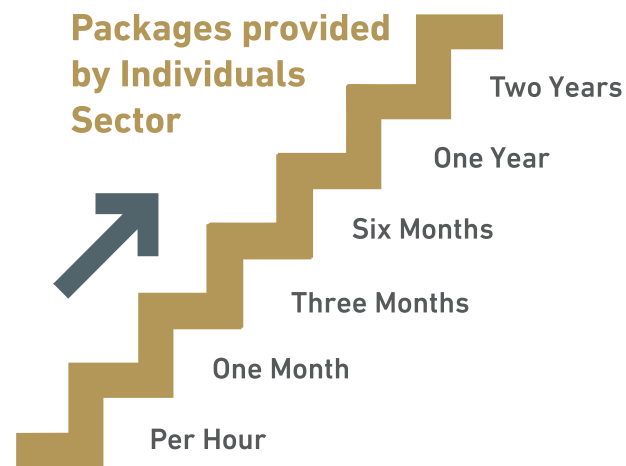 Packages provided
by Individuals
Sector
Two Years
One Year
Six Months
Three Months
One Month
Per Hour